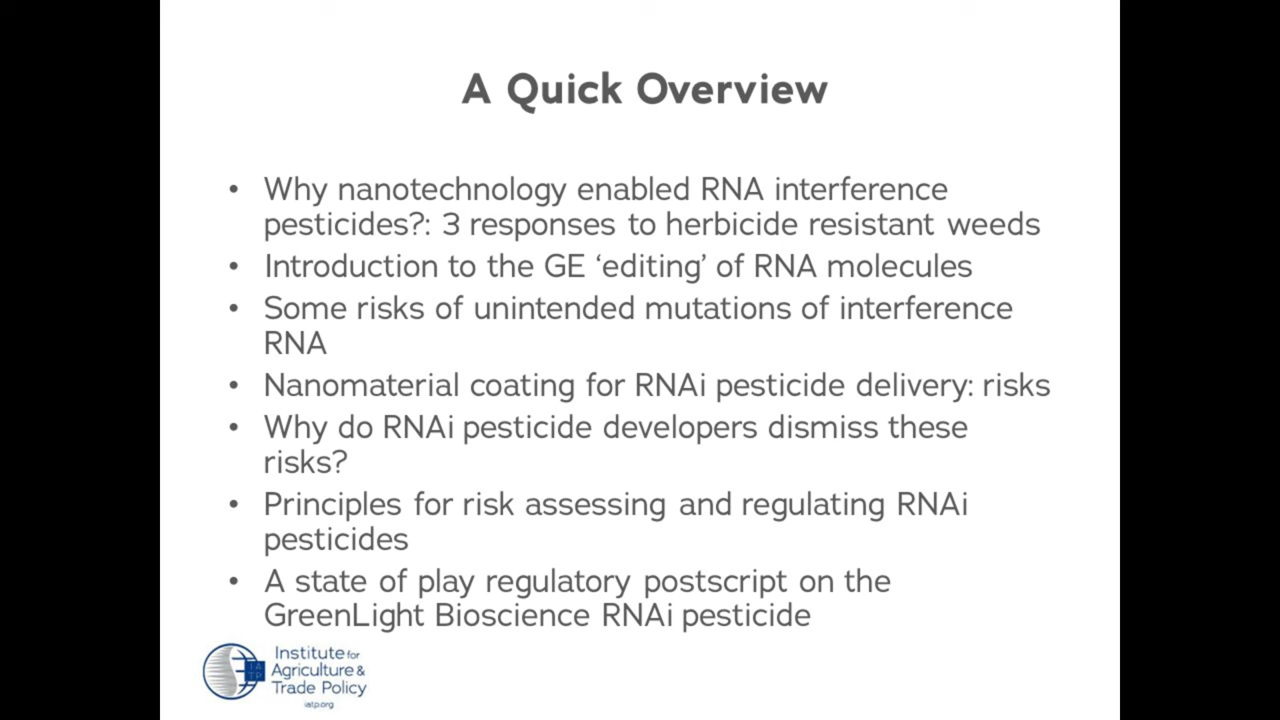 A Quick Overview
• Why nanotechnology enabled RNA interference
pesticides?: 3 responses to herbicide resistant weeds
• Introduction to the GE ‘editing’ of RNA molecules
• Some risks of unintended mutations of interference
RNA
• Nanomaterial coating for RNAi pesticide delivery: risks
• Why do RNAi pesticide developers dismiss these
risks?
• Principles for risk assessing and regulating RNAi
pesticides
• A state of play regulatory postscript on the
GreenLight Bioscience RNAi pesticide
IA
TP
Institute for
Agriculture &
Trade Policy
iatp.org